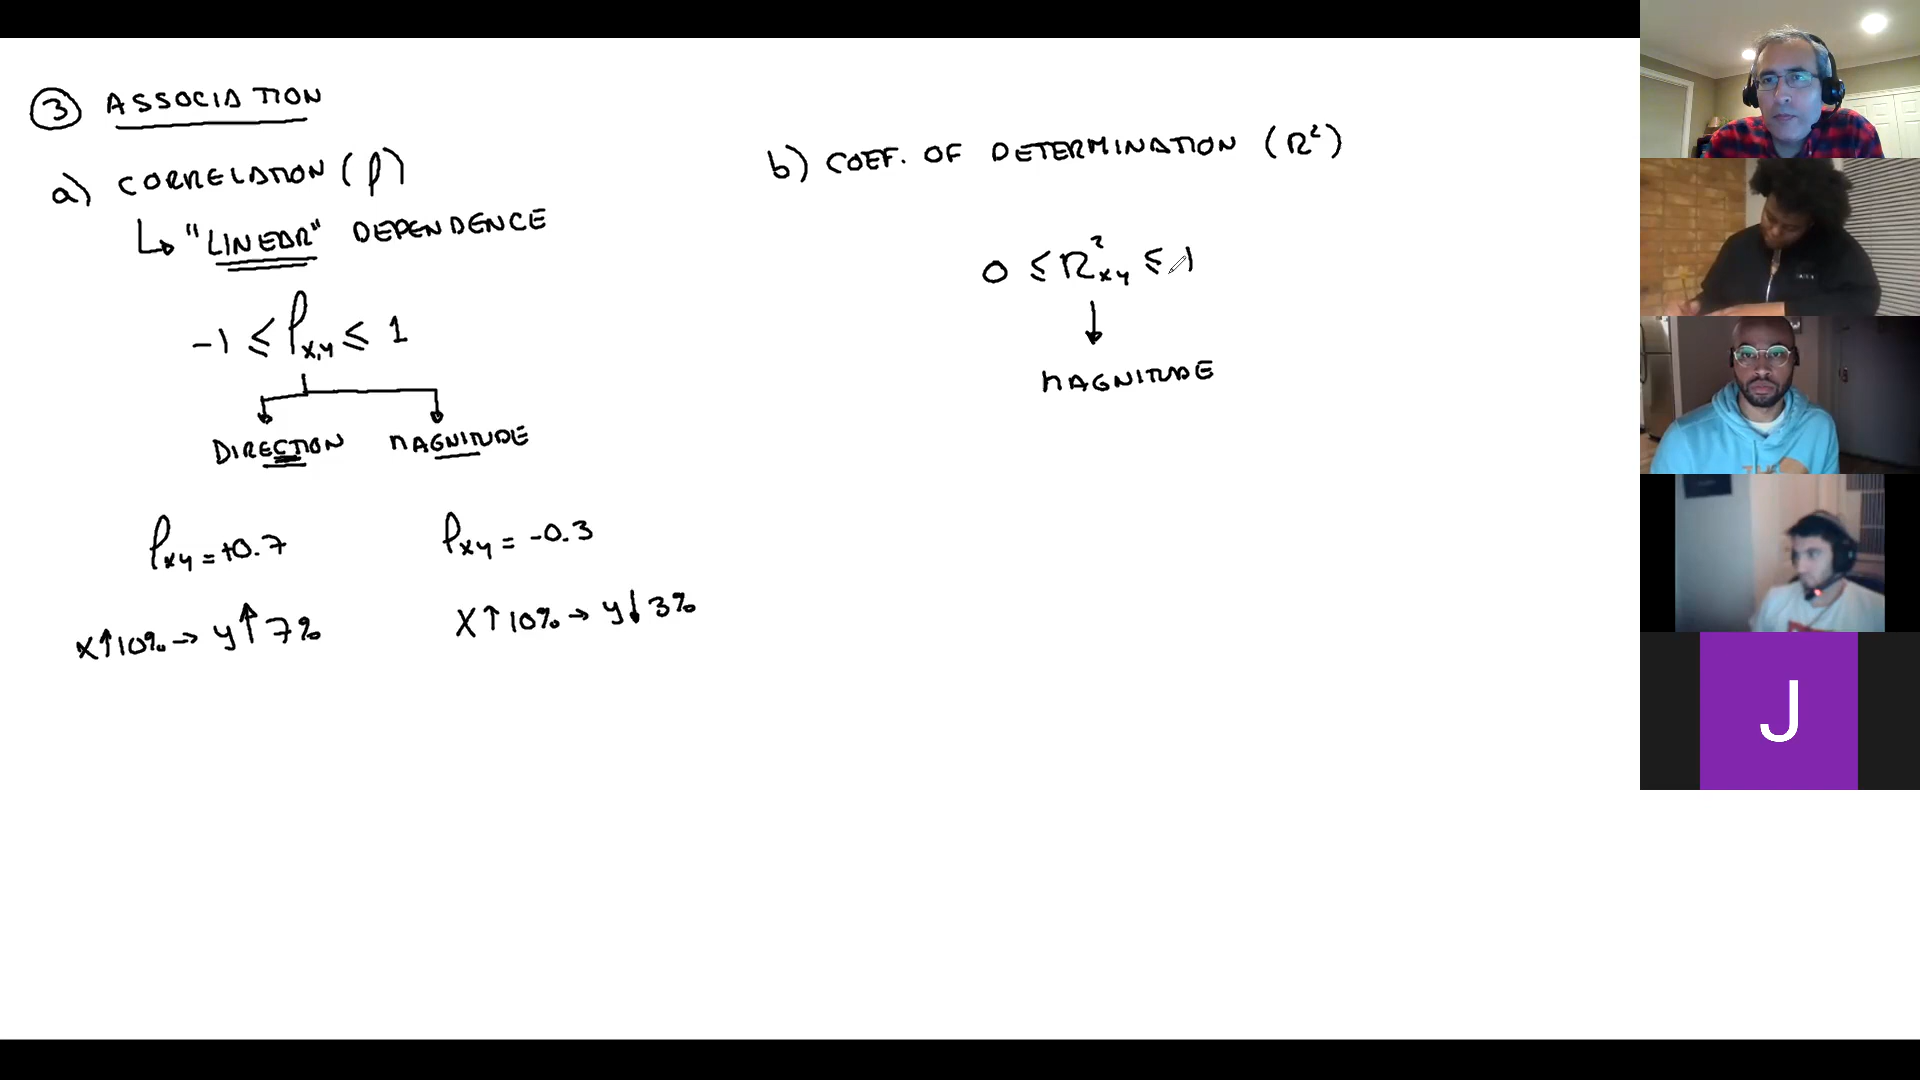 ③ ASSOCIATION
a) CORRELATION (ρ)
↳ "LINEAR" DEPENDENCE
-1 ≤ ρx,y ≤ 1
DIRECTION MAGNITUDE
ρxy = +0.7 ρxy = -0.3
x↑10% → y↑7% X↑10% → y↓3%
b) COEF. OF DETERMINATION (R²)
0 ≤ R²xy ≤ 1
↓
MAGNITUDE
J